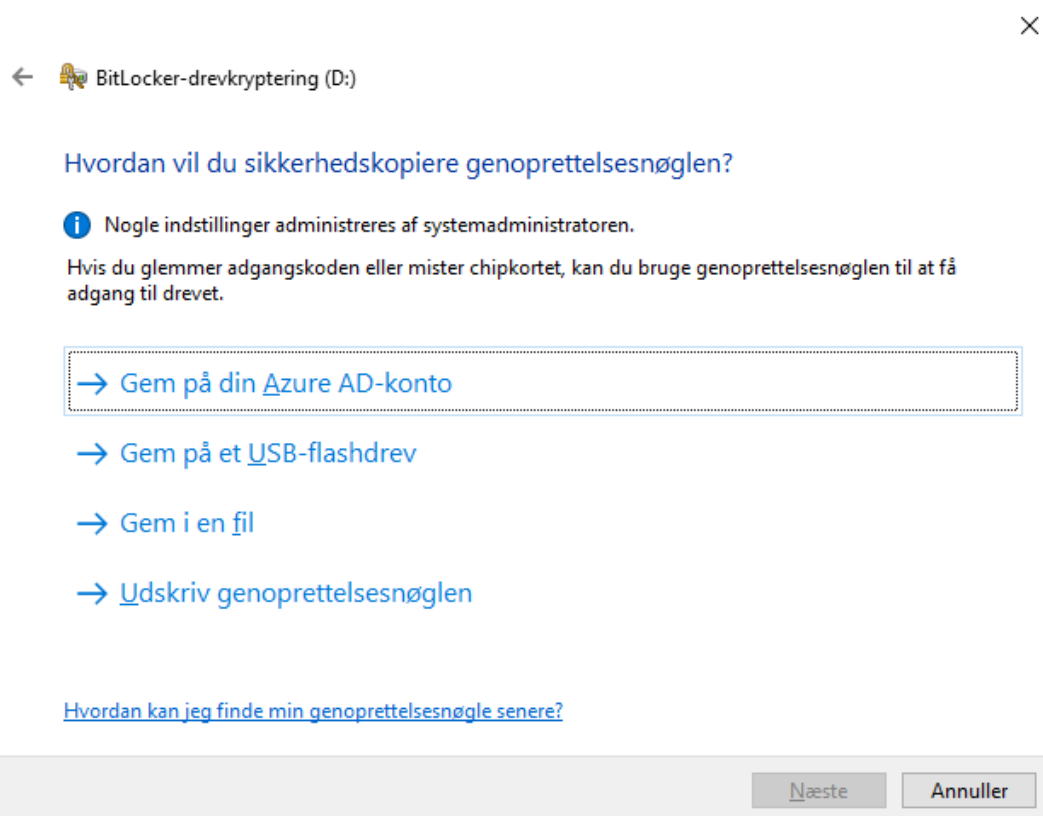 BitLocker-drevkryptering (D:)
Hvordan vil du sikkerhedskopiere genoprettelsesnøglen?
Nogle indstillinger administreres af systemadministratoren.
Hvis du glemmer adgangskoden eller mister chipkortet, kan du bruge genoprettelsesnøglen til at få
adgang til drevet.
Gem på din Azure AD-konto
Gem på et USB-flashdrev
Gem i en fil
Udskriv genoprettelsesnøglen
Hvordan kan jeg finde min genoprettelsesnøgle senere?
Næste
Annuller